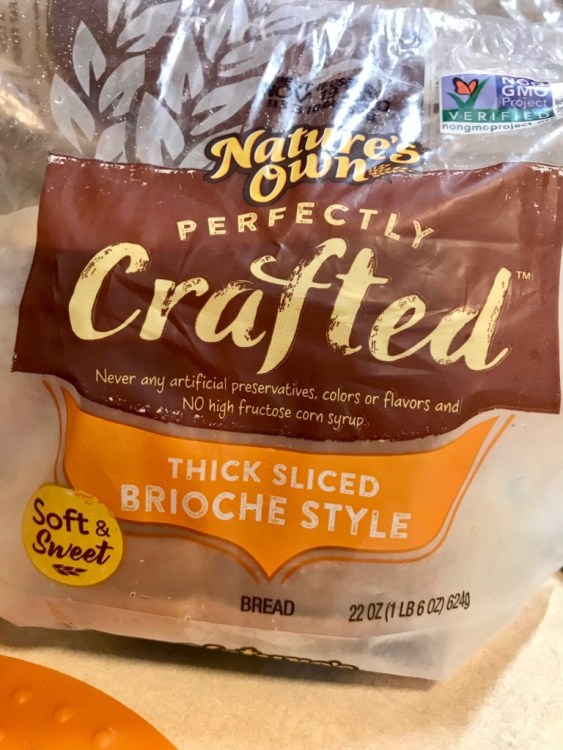 NON
GMO
Project
VERIFIED
nongmoproject
Nature's
Own
PERFECTLY
Crafted
TM
Never any artificial preservatives, colors or flavors and
NO high fructose corn syrup
THICK SLICED
BRIOCHE STYLE
Soft &
Sweet
BREAD
22 OZ (1 LB 6 OZ) 624g